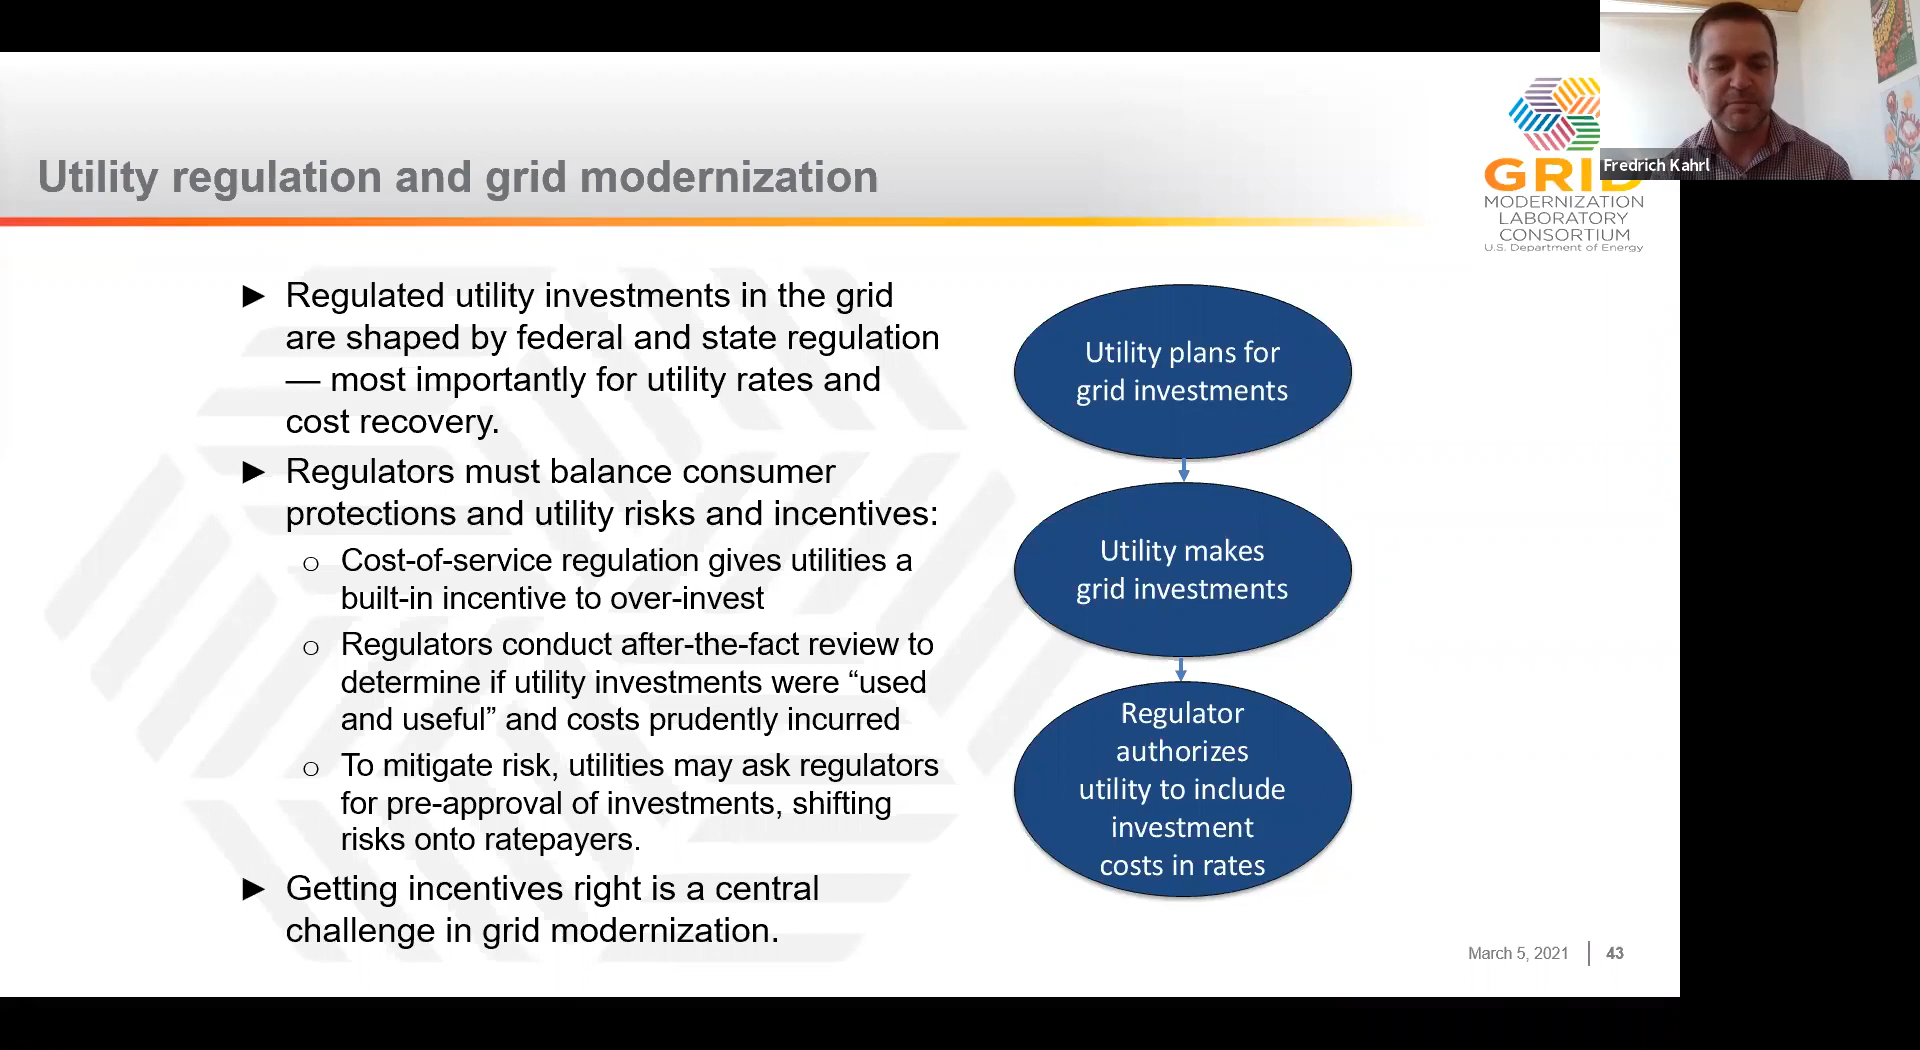 Utility regulation and grid modernization
GRID
MODERNIZATION
LABORATORY
CONSORTIUM
U.S. Department of Energy
Fredrich Kahrl
► Regulated utility investments in the grid
are shaped by federal and state regulation
— most importantly for utility rates and
cost recovery.
► Regulators must balance consumer
protections and utility risks and incentives:
o Cost-of-service regulation gives utilities a
built-in incentive to over-invest
o Regulators conduct after-the-fact review to
determine if utility investments were “used
and useful” and costs prudently incurred
o To mitigate risk, utilities may ask regulators
for pre-approval of investments, shifting
risks onto ratepayers.
► Getting incentives right is a central
challenge in grid modernization.
Utility plans for
grid investments
Utility makes
grid investments
Regulator
authorizes
utility to include
investment
costs in rates
March 5, 2021 | 43